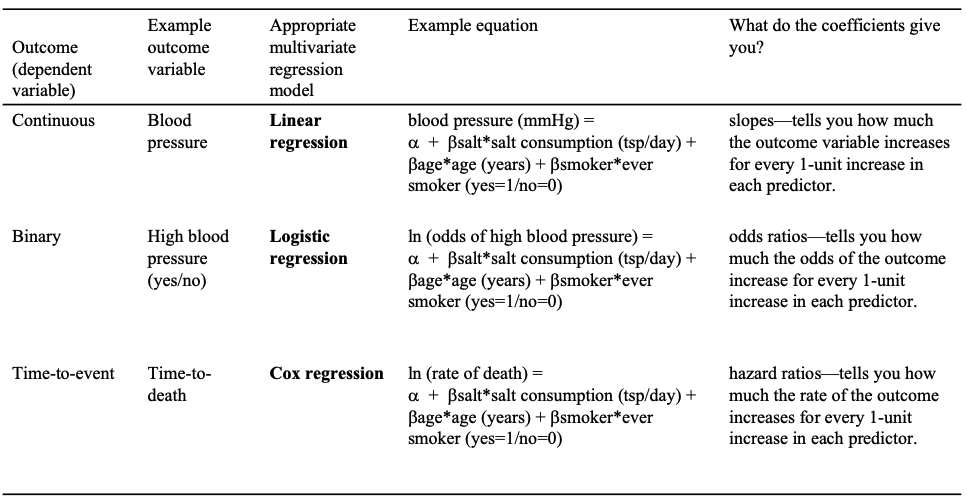 Outcome (dependent variable)
Example outcome variable
Appropriate multivariate regression model
Example equation
What do the coefficients give you?
Continuous
Blood pressure
Linear regression
blood pressure (mmHg) =
α + βsalt*salt consumption (tsp/day) +
βage*age (years) + βsmoker*ever
smoker (yes=1/no=0)
slopes—tells you how much
the outcome variable increases
for every 1-unit increase in
each predictor.
Binary
High blood
pressure
(yes/no)
Logistic
regression
ln (odds of high blood pressure) =
α + βsalt*salt consumption (tsp/day) +
βage*age (years) + βsmoker*ever
smoker (yes=1/no=0)
odds ratios—tells you how
much the odds of the outcome
increase for every 1-unit
increase in each predictor.
Time-to-event
Time-to-
death
Cox regression
ln (rate of death) =
α + βsalt*salt consumption (tsp/day) +
βage*age (years) + βsmoker*ever
smoker (yes=1/no=0)
hazard ratios—tells you how
much the rate of the outcome
increases for every 1-unit
increase in each predictor.